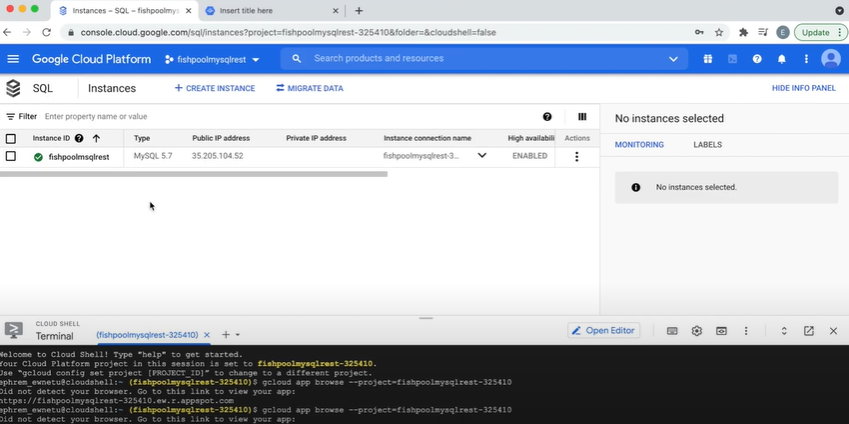 Instances – SQL – fishpoolmys
Insert title here
console.cloud.google.com/sql/instances?project=fishpoolmysqlrest-325410&folder=&cloudshell=false
E
Update
Google Cloud Platform
fishpoolmysqlrest
Search products and resources
SQL
Instances
CREATE INSTANCE
MIGRATE DATA
HIDE INFO PANEL
Filter
Enter property name or value
No instances selected
Instance ID
Type
Public IP address
Private IP address
Instance connection name
High availabili
Actions
MONITORING
LABELS
fishpoolmsqlrest
MySQL 5.7
35.205.104.52
fishpoolmysqlrest-3...
ENABLED
No instances selected.
CLOUD SHELL
Terminal
(fishpoolmysqlrest-325410)
Open Editor
Welcome to Cloud Shell! Type "help" to get started.
Your Cloud Platform project in this session is set to fishpoolmysqlrest-325410.
Use "gcloud config set project [PROJECT_ID]" to change to a different project.
ephrem_ewnetu@cloudshell:~ (fishpoolmysqlrest-325410)$ gcloud app browse --project=fishpoolmysqlrest-325410
Did not detect your browser. Go to this link to view your app:
https://fishpoolmysqlrest-325410.ew.r.appspot.com
ephrem_ewnetu@cloudshell:~ (fishpoolmysqlrest-325410)$ gcloud app browse --project=fishpoolmysqlrest-325410
Did not detect your browser. Go to this link to view your app: